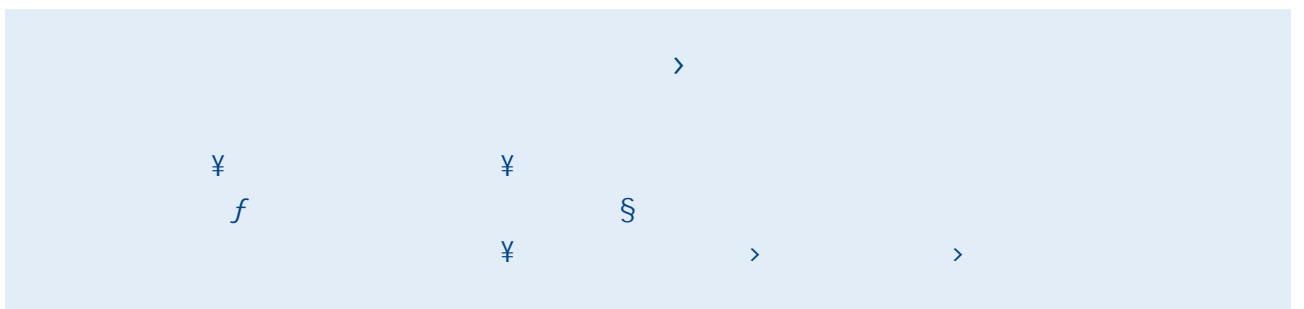 ›
¥ ¥
ƒ §
¥ › ›